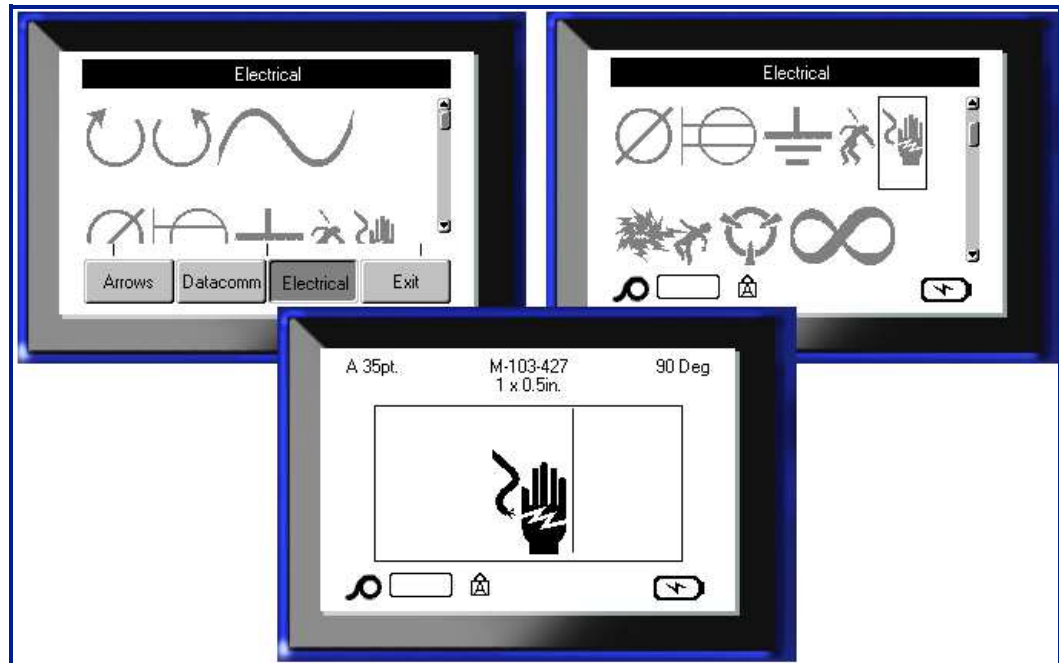 Electrical
Arrows Datacomm Electrical Exit
Electrical
A
A 35pt. M-103-427 90 Deg.
1 x 0.5in.
A